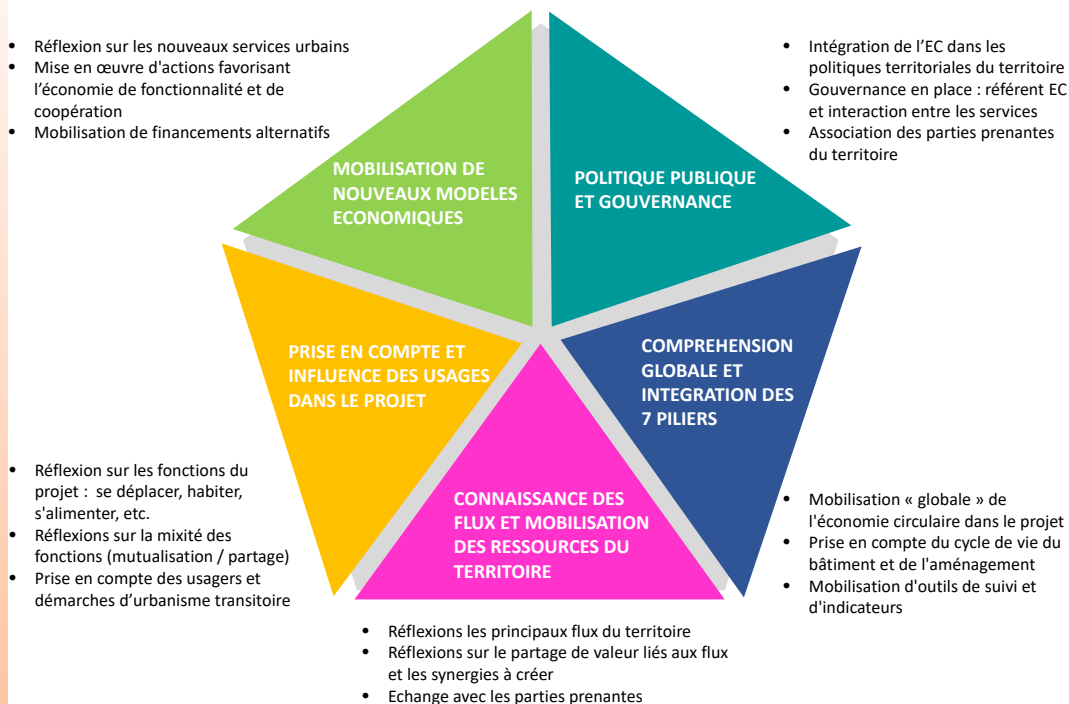 • Réflexion sur les nouveaux services urbains
• Mise en œuvre d'actions favorisant
l'économie de fonctionnalité et de
coopération
• Mobilisation de financements alternatifs
• Intégration de l'EC dans les
politiques territoriales du territoire
• Gouvernance en place : référent EC
et interaction entre les services
• Association des parties prenantes
du territoire
MOBILISATION DE
NOUVEAUX MODELES
ECONOMIQUES
POLITIQUE PUBLIQUE
ET GOUVERNANCE
PRISE EN COMPTE ET
INFLUENCE DES USAGES
DANS LE PROJET
COMPREHENSION
GLOBALE ET
INTEGRATION DES
7 PILIERS
CONNAISSANCE DES
FLUX ET MOBILISATION
DES RESSOURCES DU
TERRITOIRE
• Réflexion sur les fonctions du
projet : se déplacer, habiter,
s'alimenter, etc.
• Réflexions sur la mixité des
fonctions (mutualisation / partage)
• Prise en compte des usagers et
démarches d'urbanisme transitoire
• Mobilisation « globale » de
l'économie circulaire dans le projet
• Prise en compte du cycle de vie du
bâtiment et de l'aménagement
• Mobilisation d'outils de suivi et
d'indicateurs
• Réflexions les principaux flux du territoire
• Réflexions sur le partage de valeur liés aux flux
et les synergies à créer
• Echange avec les parties prenantes